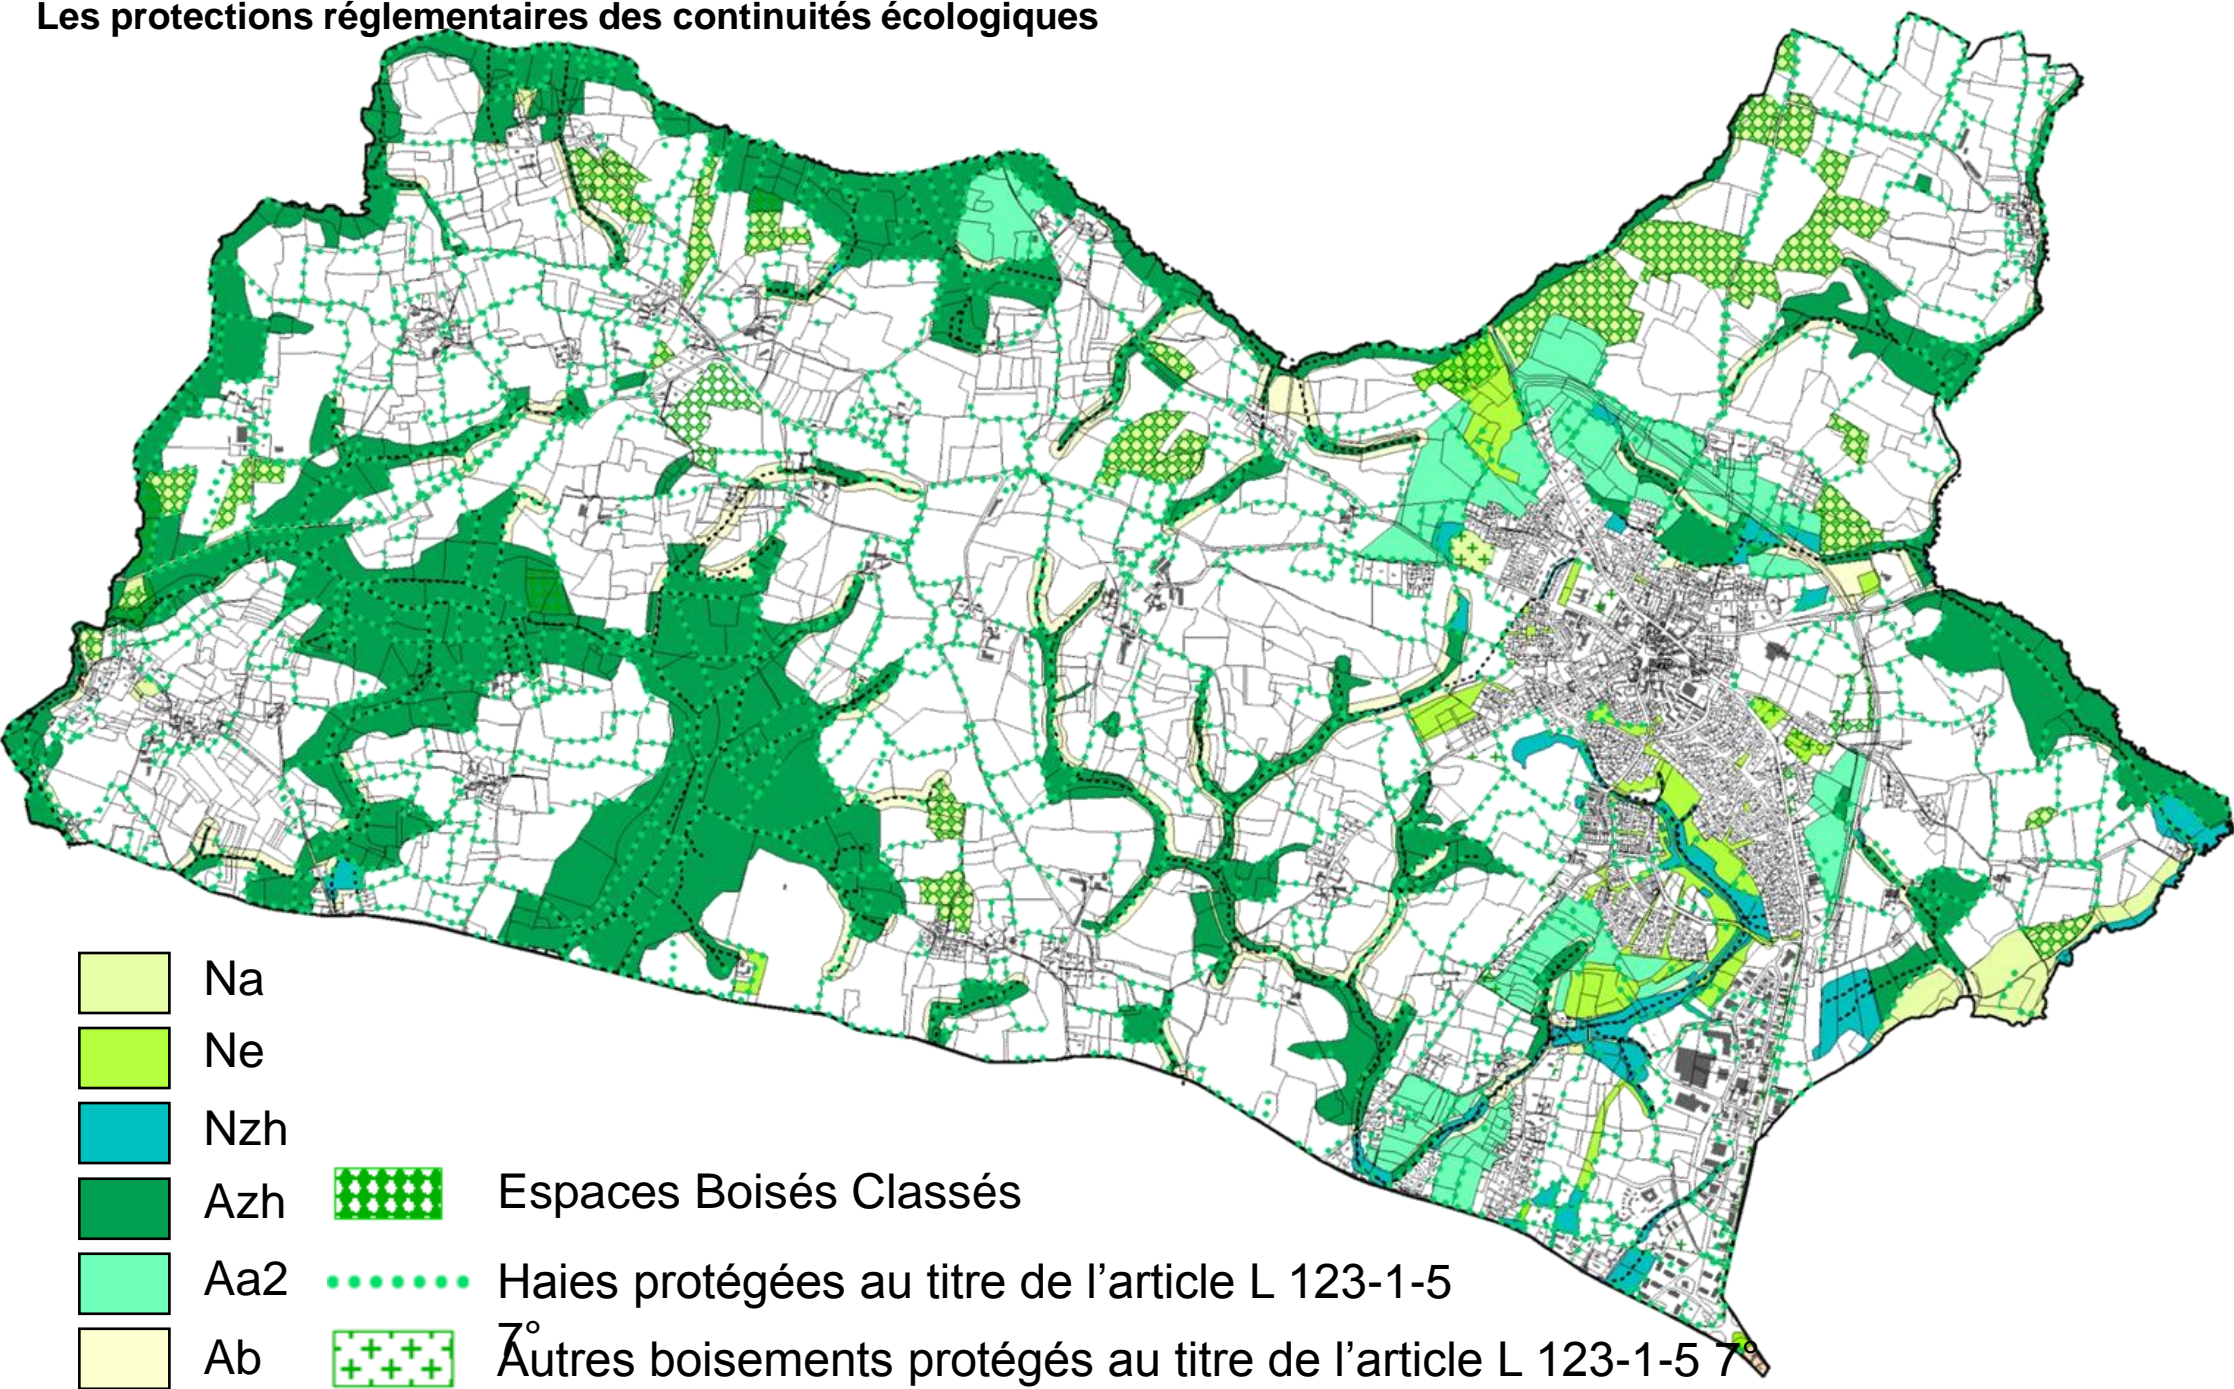 Les protections réglementaires des continuités écologiques
Na
Ne
Nzh
Azh
Aa2
Ab
Espaces Boisés Classés
Haies protégées au titre de l’article L 123-1-5
7°
Autres boisements protégés au titre de l’article L 123-1-5 7°